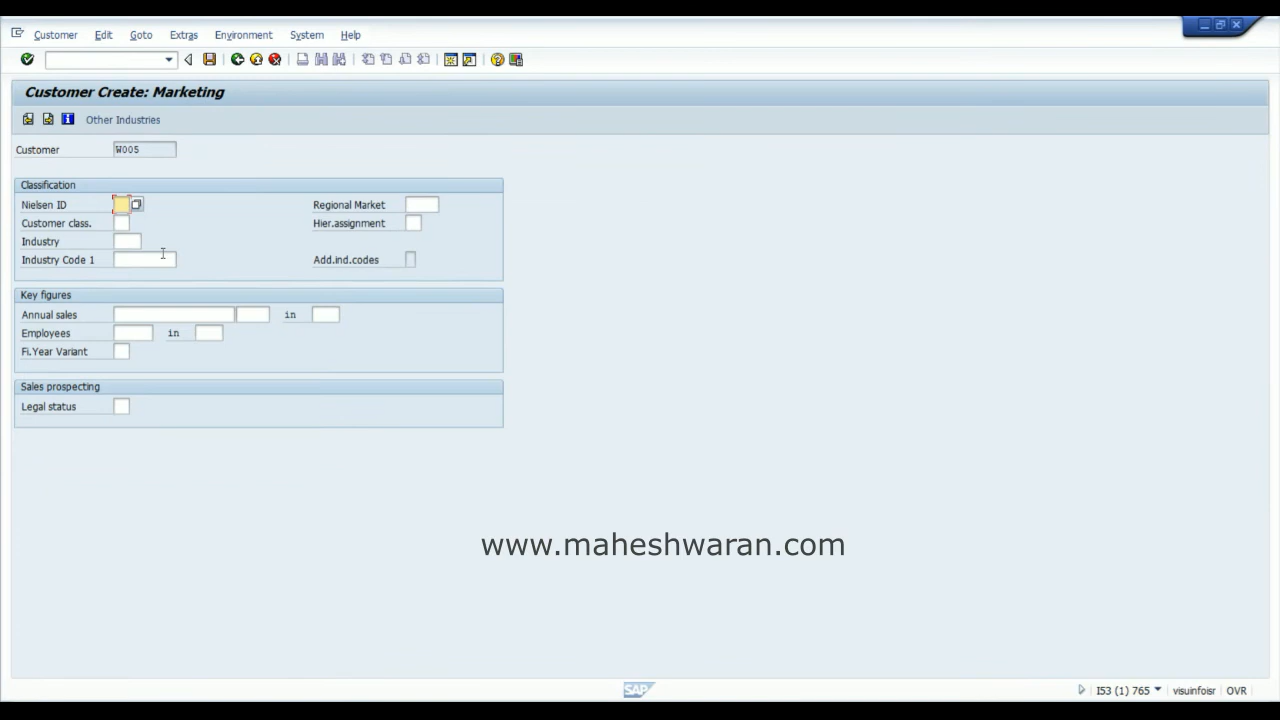 Customer Edit Goto Extras Environment System Help
Customer Create: Marketing
Other Industries
Customer W005
Classification
Nielsen ID Regional Market
Customer class. Hier.assignment
Industry
Industry Code 1 Add.ind.codes
Key figures
Annual sales in
Employees in
Fi.Year Variant
Sales prospecting
Legal status
www.maheshwaran.com
SAP I53 (1) 765 visuinfoisr OVR